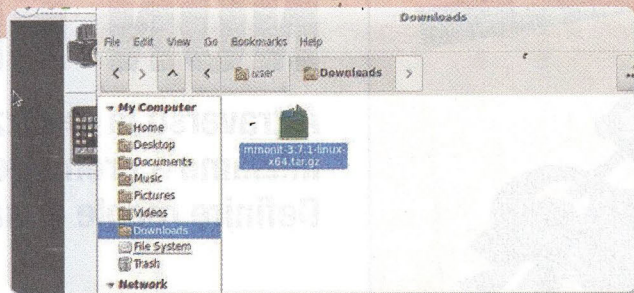 Downloads
File Edit View Go Bookmarks Help
user Downloads
My Computer
Home
Desktop
Documents
Music
Pictures
Videos
Downloads
File System
Trash
Network
mmonit-3.7.1-linux-
x64.tar.gz